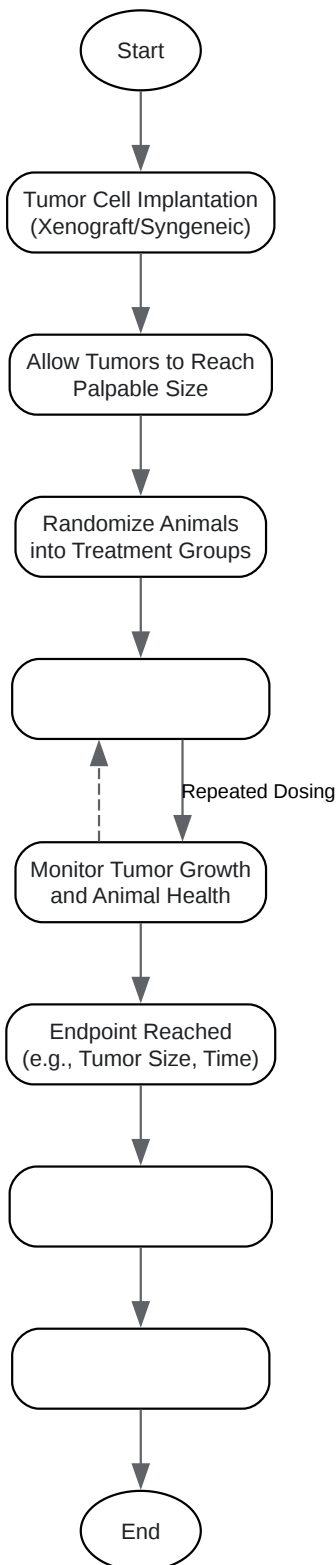 Start
Tumor Cell Implantation
(Xenograft/Syngeneic)
Allow Tumors to Reach
Palpable Size
Randomize Animals
into Treatment Groups
Repeated Dosing
Monitor Tumor Growth
and Animal Health
Endpoint Reached
(e.g., Tumor Size, Time)
End